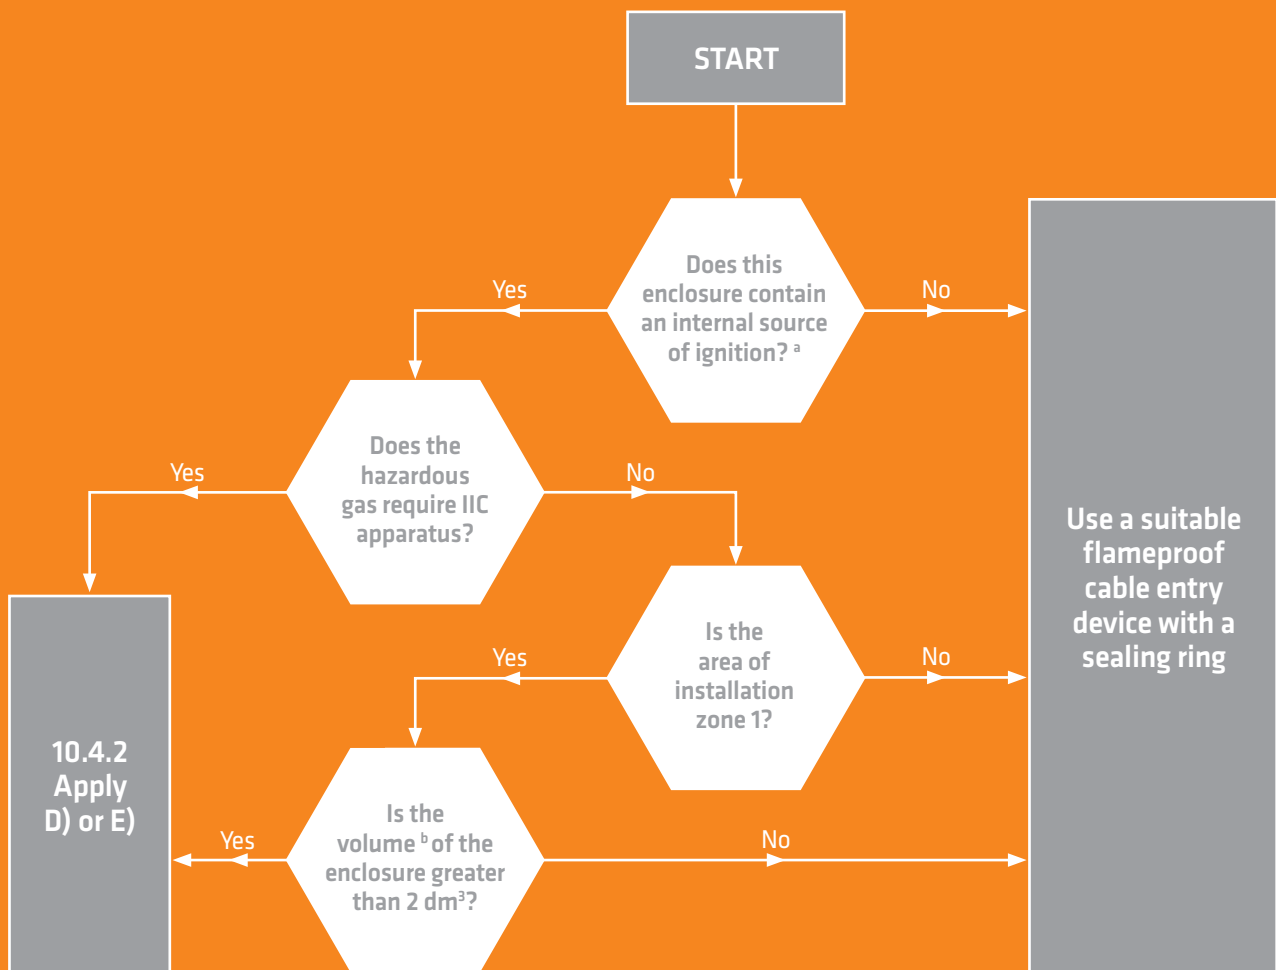 START
Does this
enclosure contain
an internal source
of ignition? ᵃ
Yes
No
Does the
hazardous
gas require IIC
apparatus?
Yes
No
Is the
area of
installation
zone 1?
Yes
No
Use a suitable
flameproof
cable entry
device with a
sealing ring
10.4.2
Apply
D) or E)
Is the
volume ᵇ of the
enclosure greater
than 2 dm³?
Yes
No